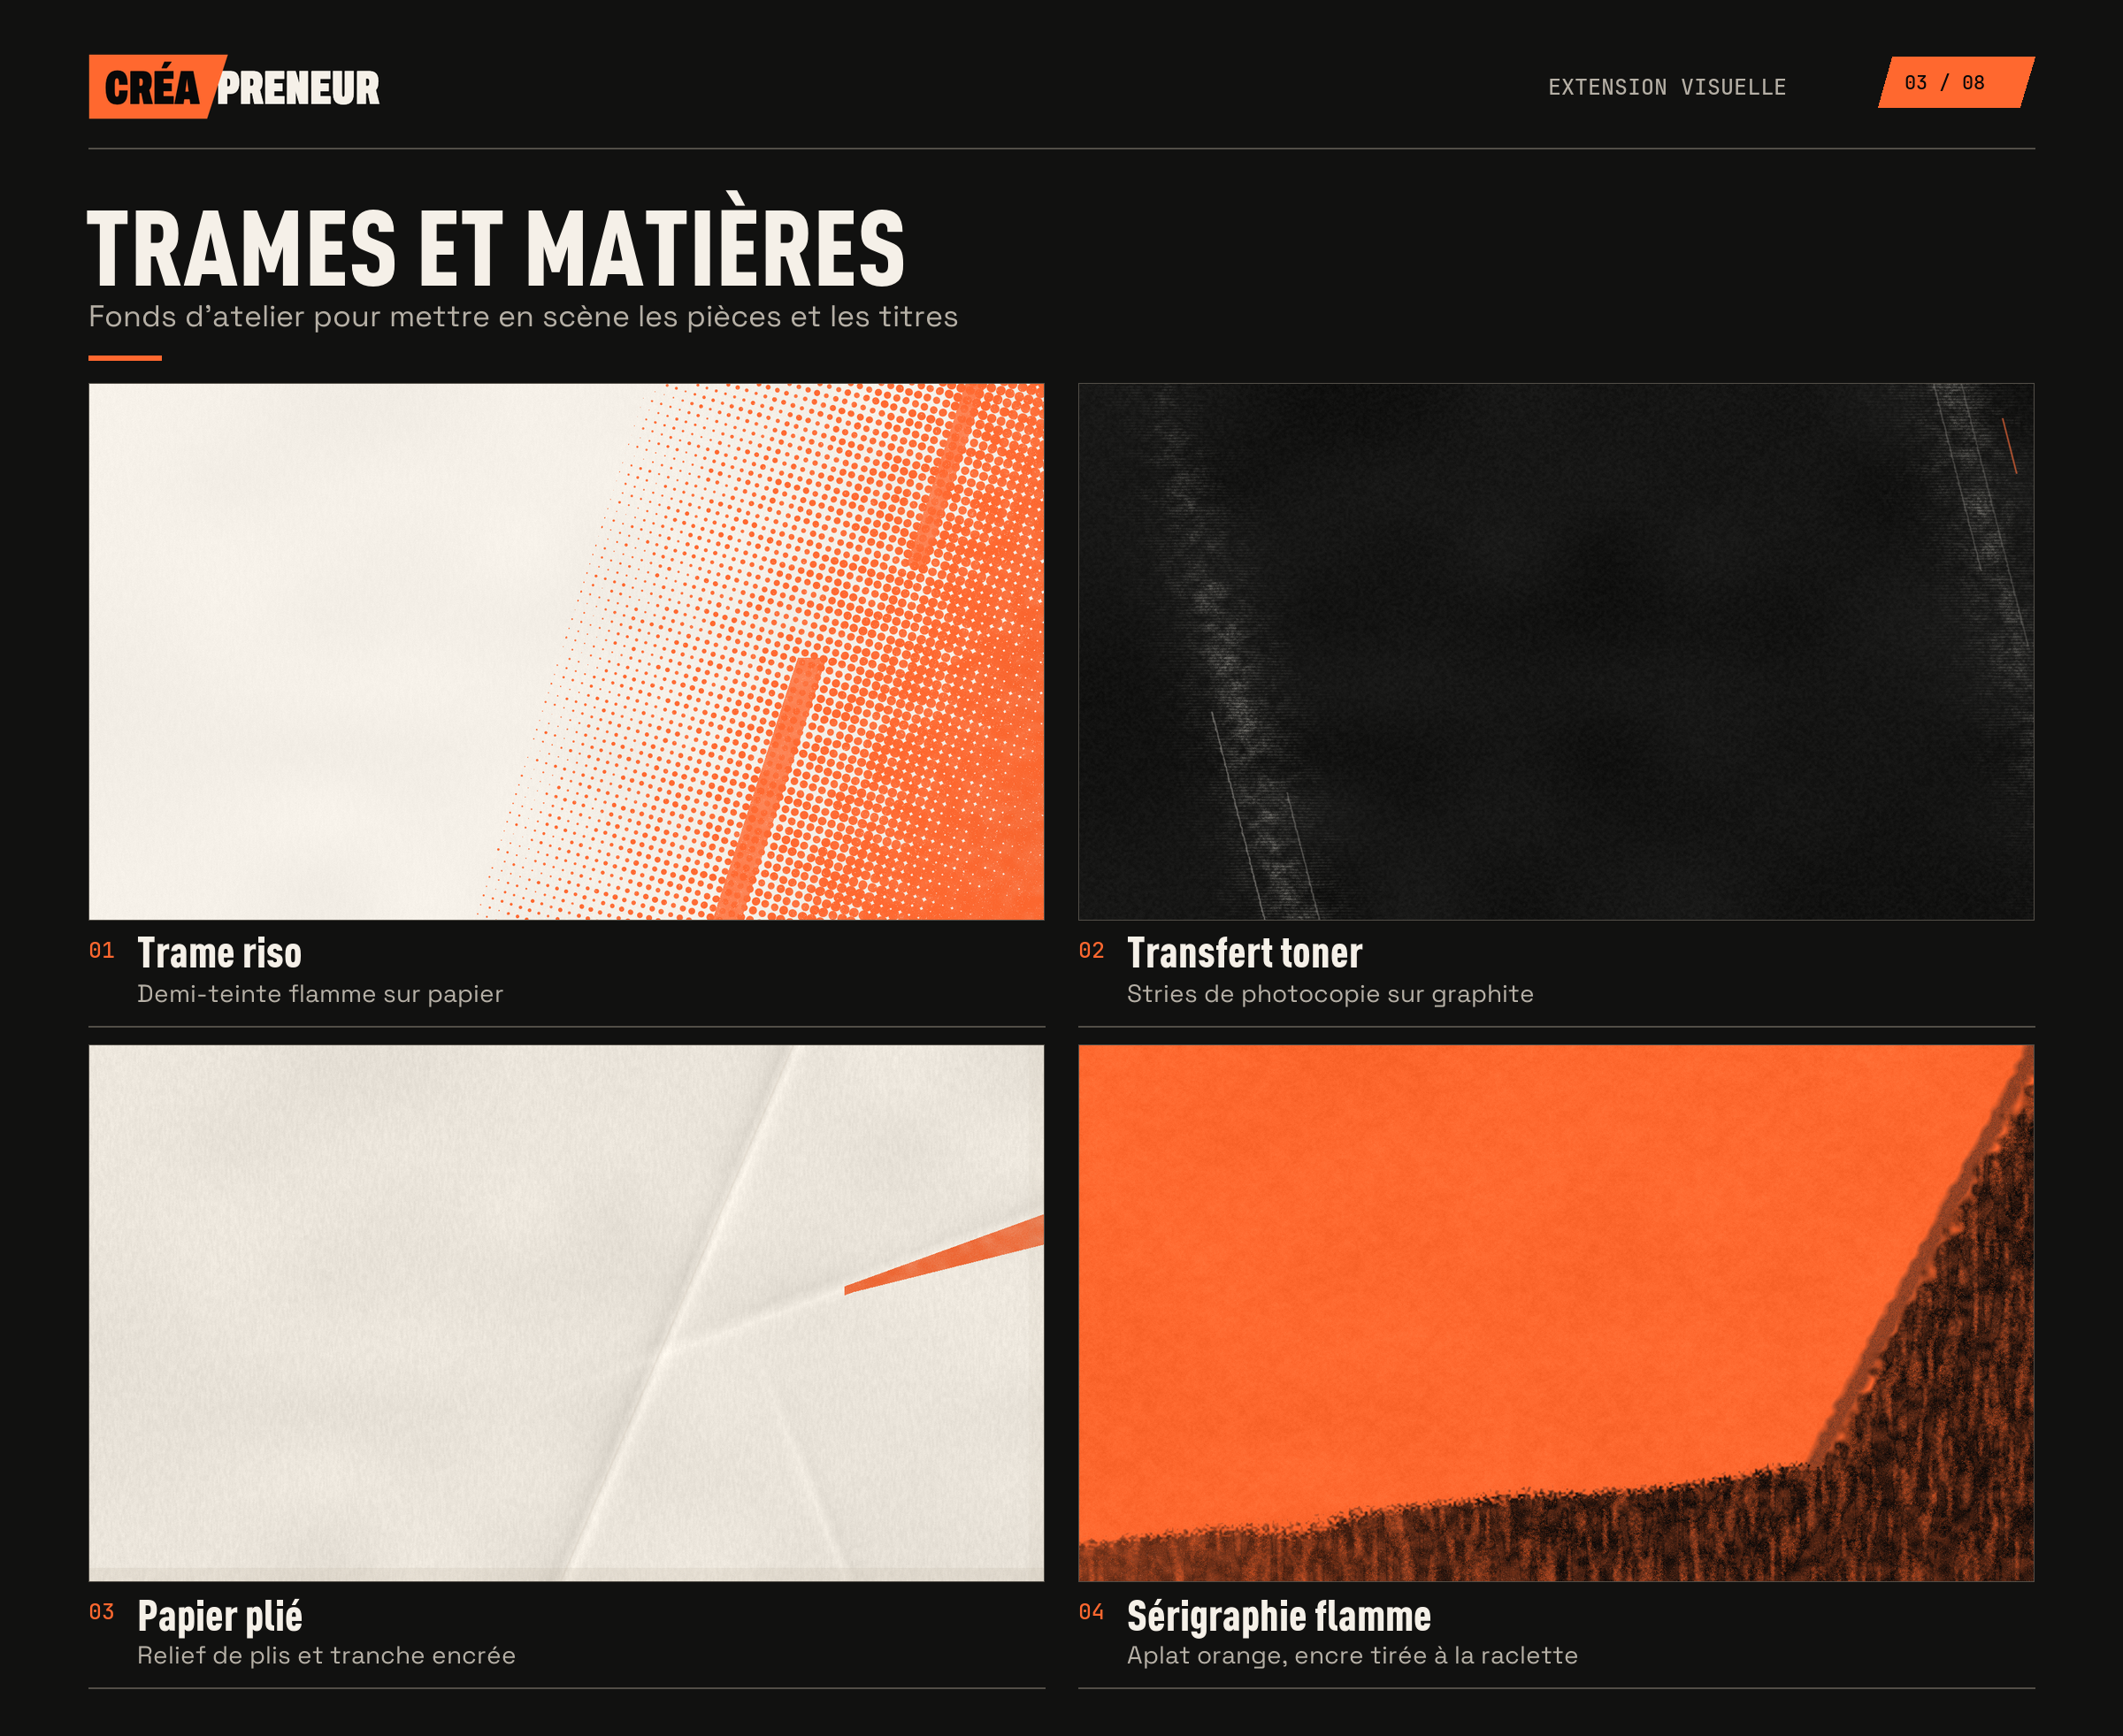 CRÉAPRENEUR
EXTENSION VISUELLE
03 / 08
TRAMES ET MATIÈRES
Fonds d’atelier pour mettre en scène les pièces et les titres
01 Trame riso
Demi-teinte flamme sur papier
02 Transfert toner
Stries de photocopie sur graphite
03 Papier plié
Relief de plis et tranche encrée
04 Sérigraphie flamme
Aplat orange, encre tirée à la raclette